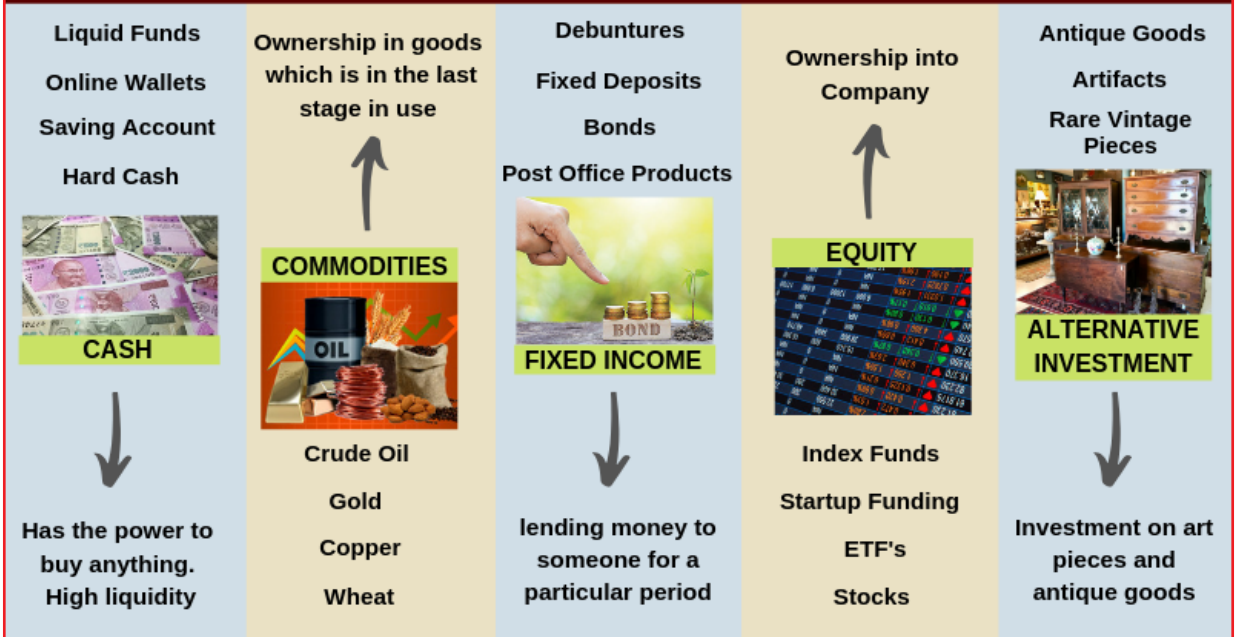 Liquid Funds
Online Wallets
Saving Account
Hard Cash
CASH
Has the power to
buy anything.
High liquidity
Ownership in goods
which is in the last
stage in use
COMMODITIES
OIL
Crude Oil
Gold
Copper
Wheat
Debuntures
Fixed Deposits
Bonds
Post Office Products
BOND
FIXED INCOME
lending money to
someone for a
particular period
Ownership into
Company
EQUITY
Index Funds
Startup Funding
ETF's
Stocks
Antique Goods
Artifacts
Rare Vintage
Pieces
ALTERNATIVE
INVESTMENT
Investment on art
pieces and
antique goods